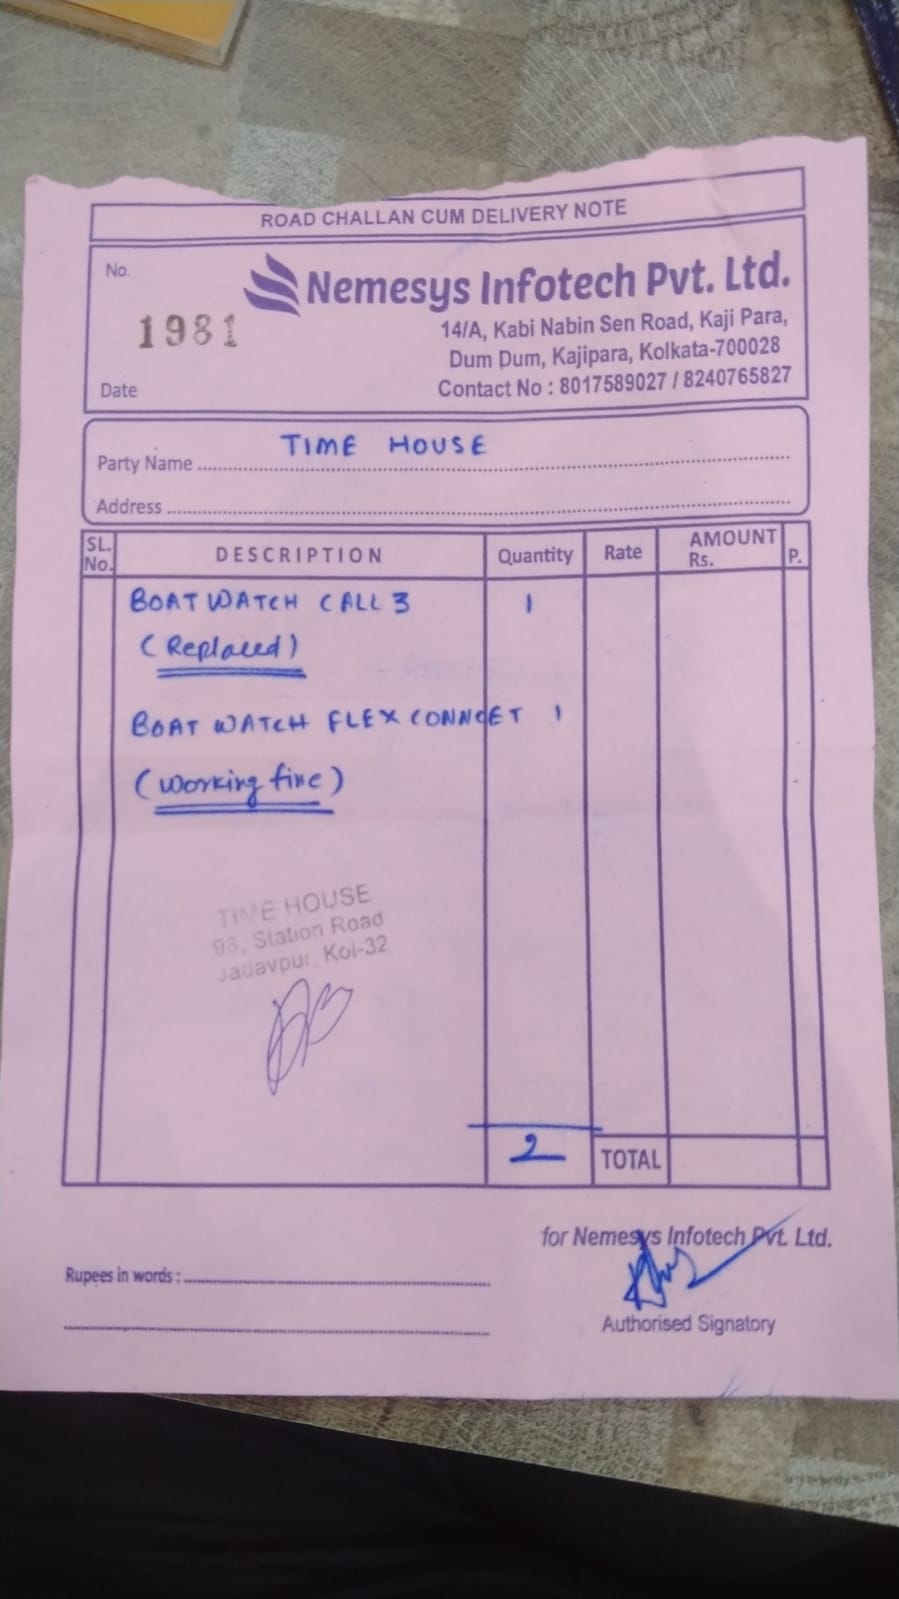 ROAD CHALLAN CUM DELIVERY NOTE
No.
1981
Date
Nemesys Infotech Pvt. Ltd.
14/A, Kabi Nabin Sen Road, Kaji Para,
Dum Dum, Kajipara, Kolkata-700028
Contact No : 8017589027 / 8240765827
Party Name TIME HOUSE
Address
SL. No. DESCRIPTION Quantity Rate AMOUNT Rs. P.
BOAT WATCH CALL 3 1
(Replaced)
BOAT WATCH FLEX CONNCET 1
(Working fine)
TIME HOUSE
98, Station Road
Jadavpur, Kol-32
2 TOTAL
for Nemesys Infotech Pvt. Ltd.
Rupees in words :
Authorised Signatory